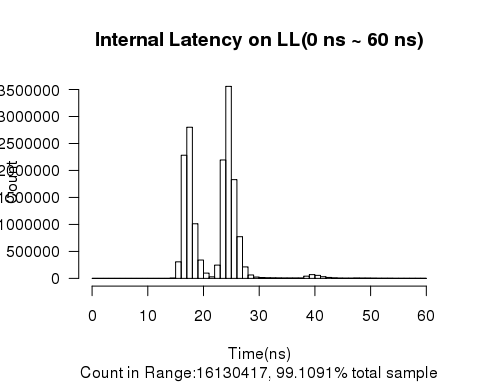 Internal Latency on LL(0 ns ~ 60 ns)
3500000
3000000
2500000
2000000
1500000
1000000
500000
0
Count
0 10 20 30 40 50 60
Time(ns)
Count in Range:16130417, 99.1091% total sample